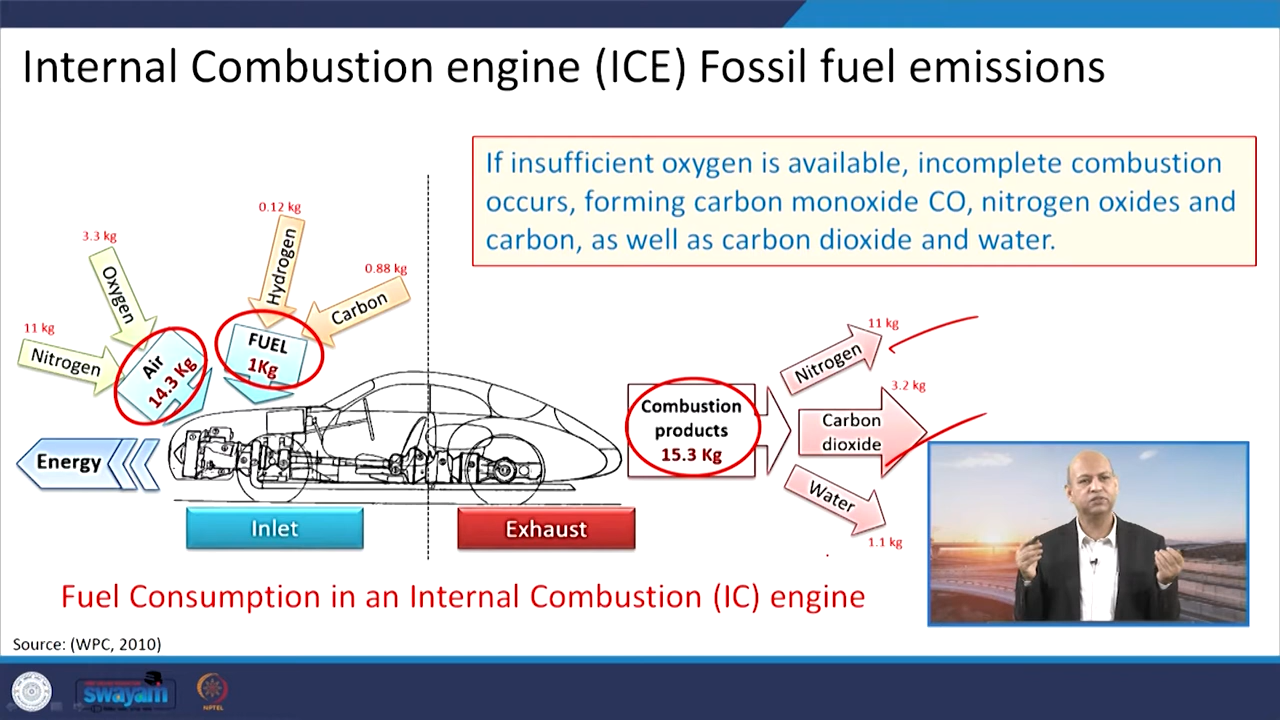 Internal Combustion engine (ICE) Fossil fuel emissions
If insufficient oxygen is available, incomplete combustion
occurs, forming carbon monoxide CO, nitrogen oxides and
carbon, as well as carbon dioxide and water.
0.12 kg
3.3 kg
Hydrogen
0.88 kg
Oxygen
Carbon
11 kg
Nitrogen
Air
14.3 Kg
FUEL
1Kg
Energy
Inlet
Exhaust
Combustion
products
15.3 Kg
11 kg
Nitrogen
3.2 kg
Carbon
dioxide
Water
1.1 kg
Fuel Consumption in an Internal Combustion (IC) engine
Source: (WPC, 2010)
swayam
NPTEL